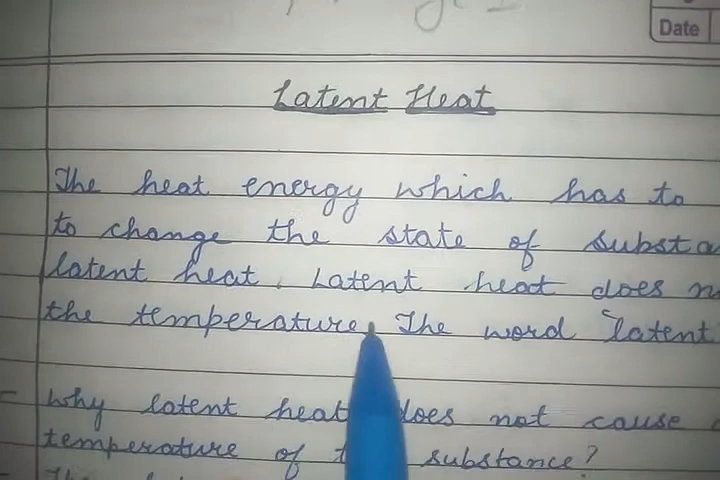 Date
Latent Heat
The heat energy which has to
to change the state of
latent heat. Latent heat does
the temperature. The word "latent
Why latent heat does not cause
temperature of substance?